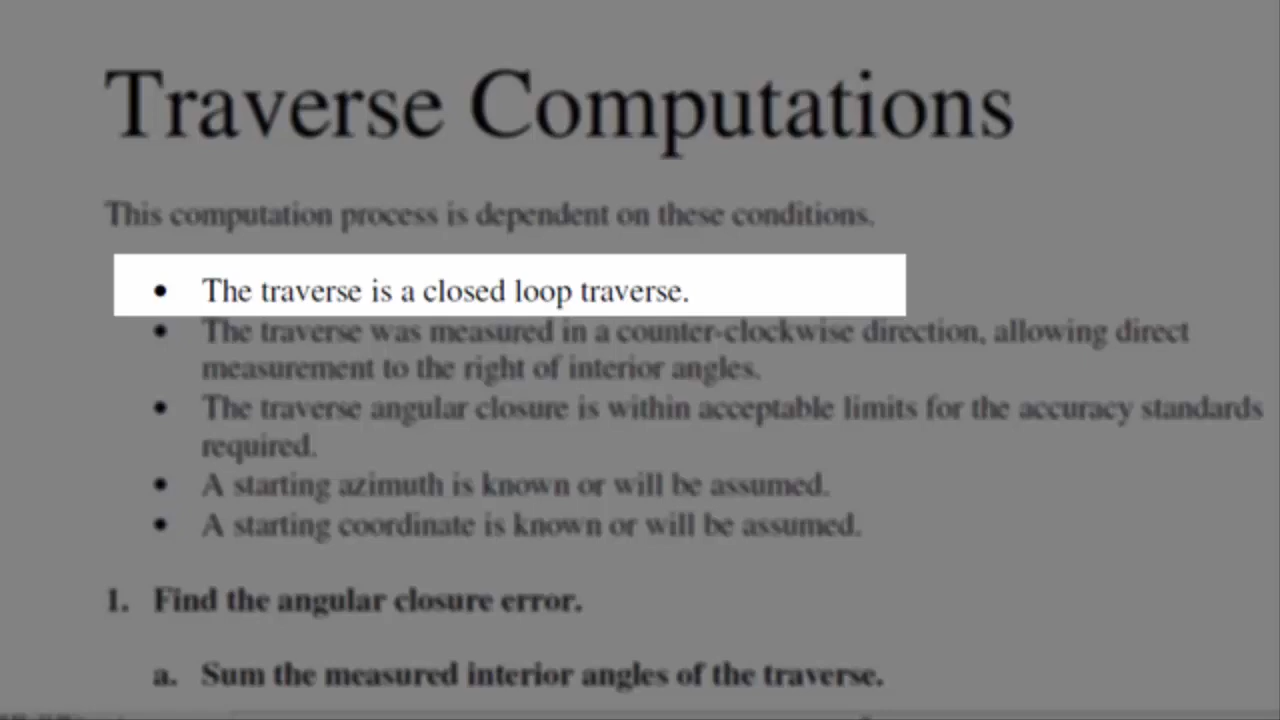 Traverse Computations
This computation process is dependent on these conditions.
• The traverse is a closed loop traverse.
• The traverse was measured in a counter-clockwise direction, allowing direct
measurement to the right of interior angles.
• The traverse angular closure is within acceptable limits for the accuracy standards
required.
• A starting azimuth is known or will be assumed.
• A starting coordinate is known or will be assumed.
1. Find the angular closure error.
a. Sum the measured interior angles of the traverse.